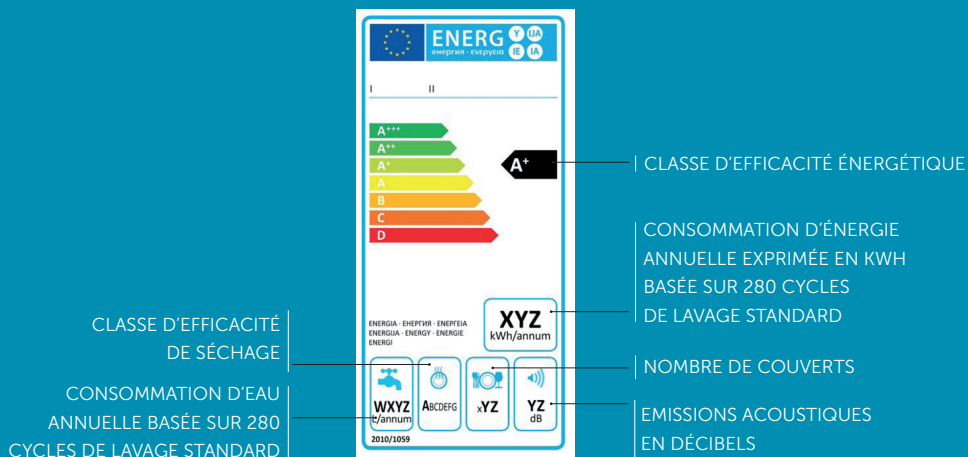 ENERG Y IJA
енергия · ενεργεια IE IA
I II
A+++
A++
A+
A
B
C
D
A+
CLASSE D'EFFICACITÉ ÉNERGÉTIQUE
CONSOMMATION D'ÉNERGIE
ANNUELLE EXPRIMÉE EN KWH
BASÉE SUR 280 CYCLES
DE LAVAGE STANDARD
ENERGIA · ЕНЕРГИЯ · ΕΝΕΡΓΕΙΑ
ENERGIJA · ENERGY · ENERGIE
ENERGI
XYZ
kWh/annum
CLASSE D'EFFICACITÉ
DE SÉCHAGE
CONSOMMATION D'EAU
ANNUELLE BASÉE SUR 280
CYCLES DE LAVAGE STANDARD
WXYZ
L/annum
ABCDEFG
xYZ
YZ
dB
2010/1059
NOMBRE DE COUVERTS
EMISSIONS ACOUSTIQUES
EN DÉCIBELS